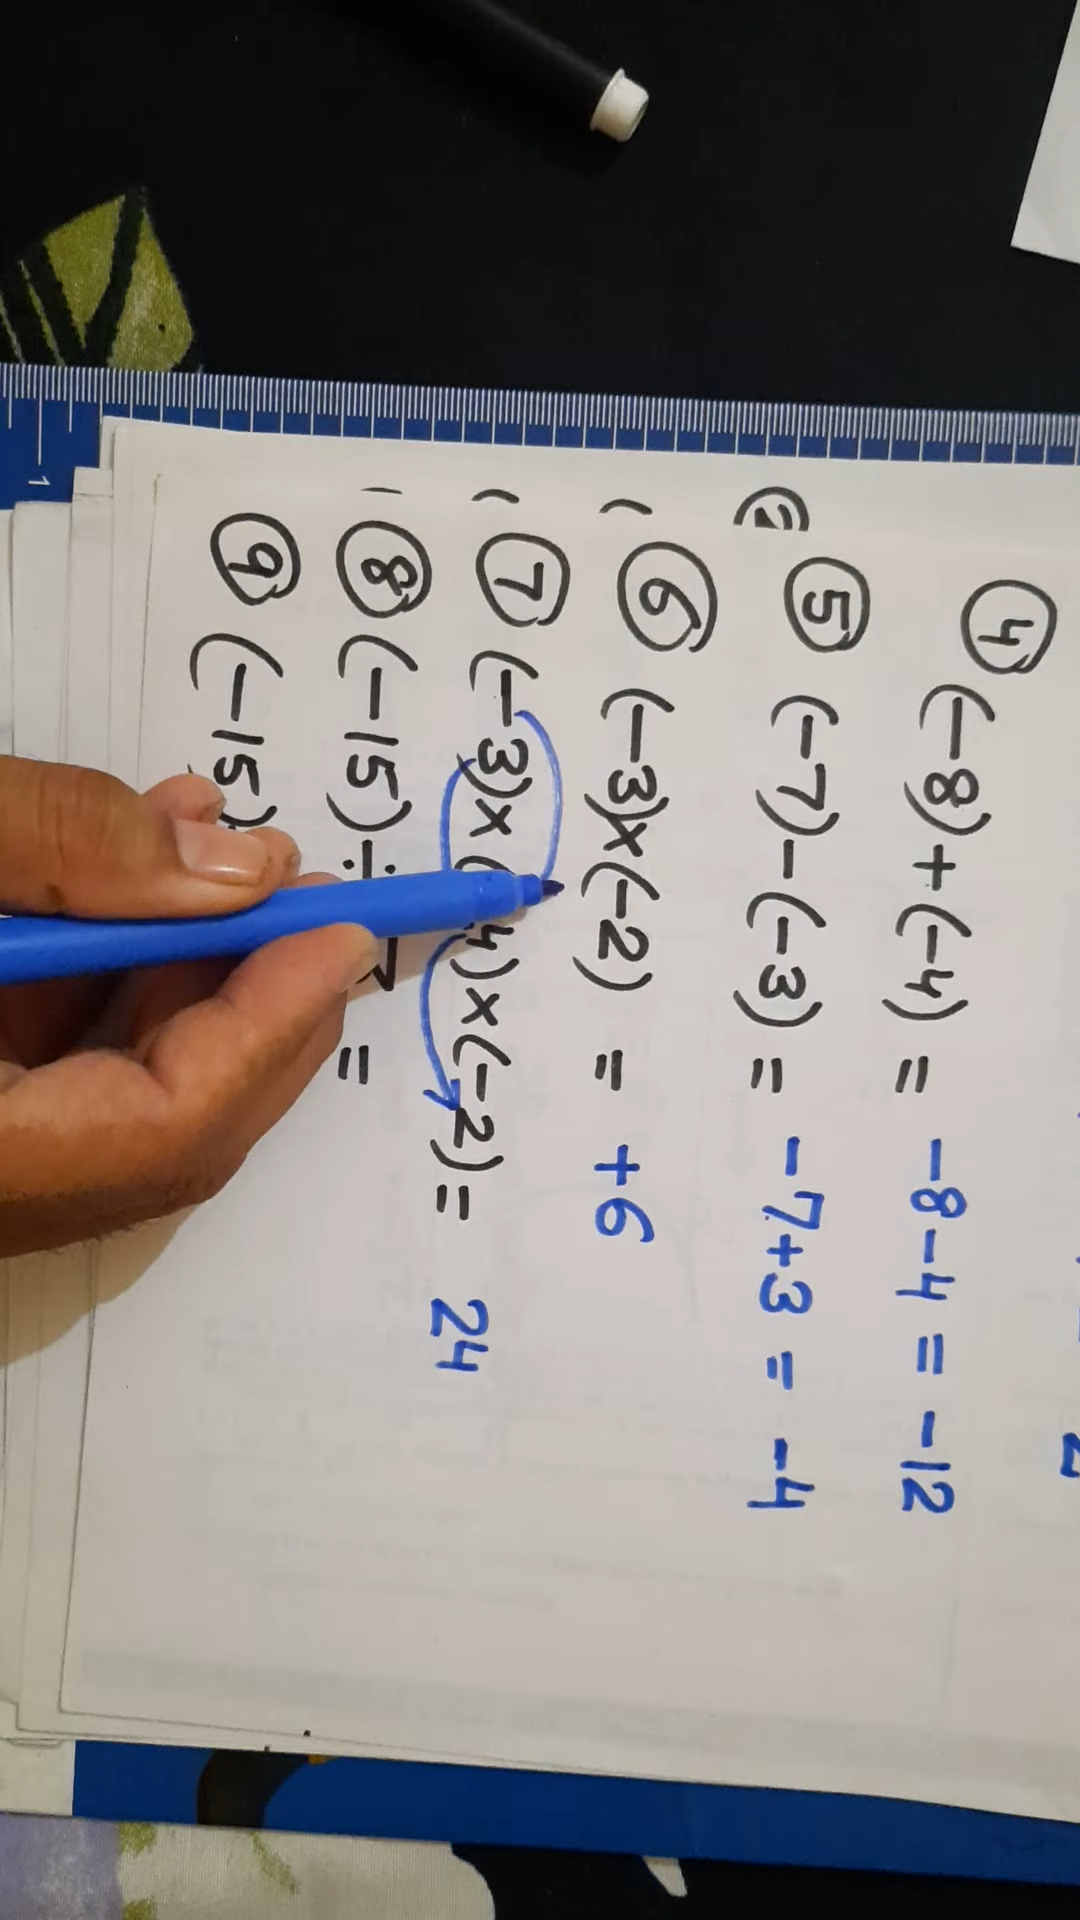 ④ (-8)+(-4) = -8-4 = -12
⑤ (-7)-(-3) = -7+3 = -4
⑥ (-3)x(-2) = +6
⑦ (-3)x( 4)x(-2)= 24
⑧ (-15)÷ =
⑨ (-15)
1